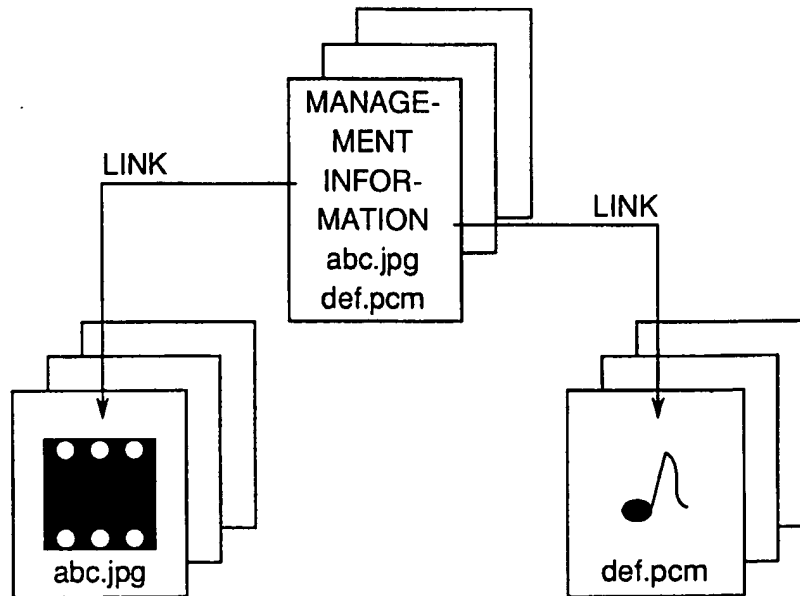 MANAGE-
MENT
INFOR-
MATION
abc.jpg
def.pcm
LINK
LINK
abc.jpg
def.pcm